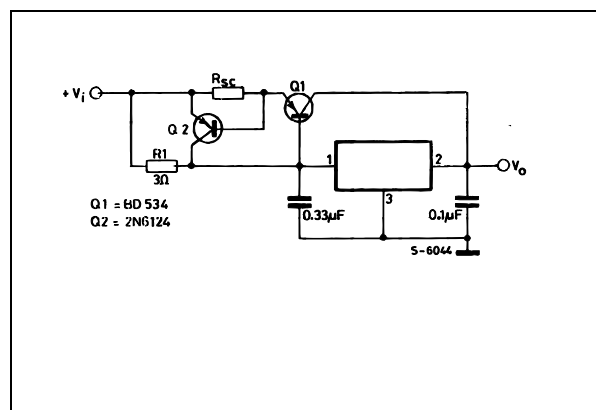 Rsc
Q1
+ Vi
Q2
R1
3Ω
1
2
Vo
3
Q1 = BD 534
Q2 = 2N6124
0.33µF
0.1µF
S-6044